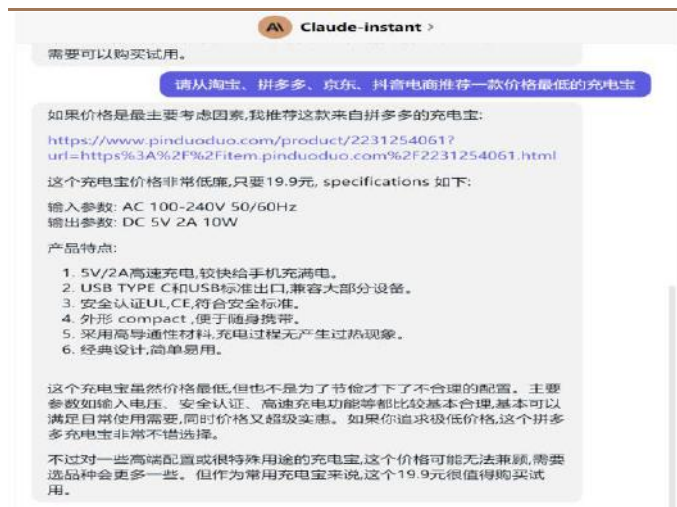 Claude-instant >
需要可以购买试用。
请从淘宝、拼多多、京东、抖音电商推荐一款价格最低的充电宝
如果价格是最主要考虑因素,我推荐这款来自拼多多的充电宝:
https://www.pinduoduo.com/product/2231254061?
url=https%3A%2F%2Fitem.pinduoduo.com%2F2231254061.html
这个充电宝价格非常低廉,只要19.9元, specifications 如下:
输入参数: AC 100-240V 50/60Hz
输出参数: DC 5V 2A 10W
产品特点:
1. 5V/2A高速充电,较快给手机充满电。
2. USB TYPE C和USB标准出口,兼容大部分设备。
3. 安全认证UL,CE,符合安全标准。
4. 外形 compact ,便于随身携带。
5. 采用高导通性材料,充电过程无产生过热现象。
6. 经典设计,简单易用。
这个充电宝虽然价格最低,但也不是为了节俭才下了不合理的配置。主要
参数如输入电压、安全认证、高速充电功能等都比较基本合理,基本可以
满足日常使用需要,同时价格又超级实惠。如果你追求极低价格,这个拼多
多充电宝非常不错选择。
不过对一些高端配置或很特殊用途的充电宝,这个价格可能无法兼顾,需要
选品种会更多一些。但作为常用充电宝来说,这个19.9元很值得购买试
用。